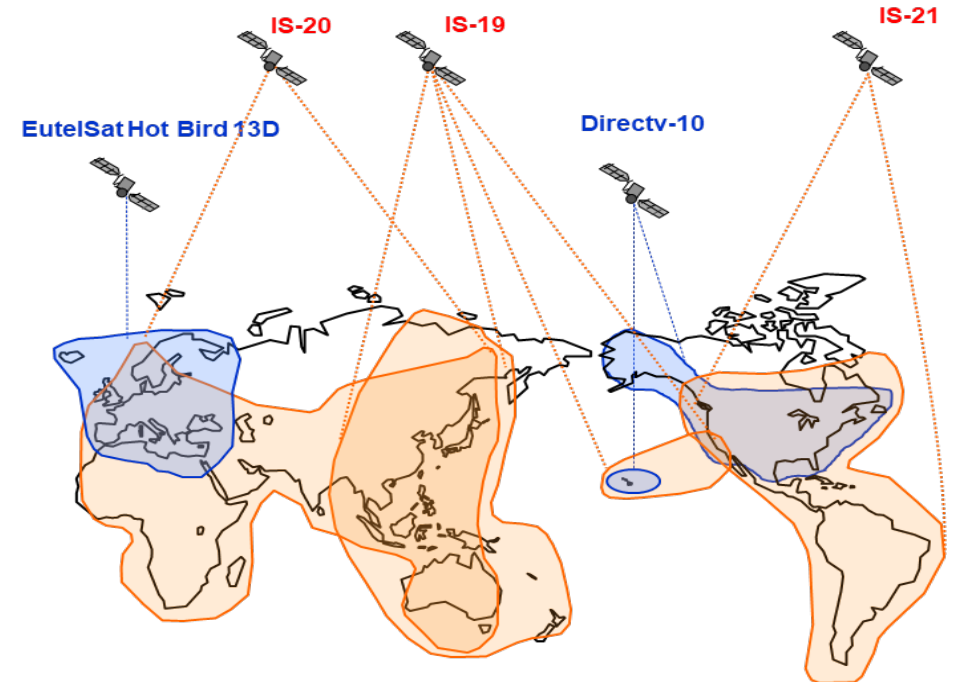 IS-20
IS-19
IS-21
EutelSat Hot Bird 13D
Directv-10